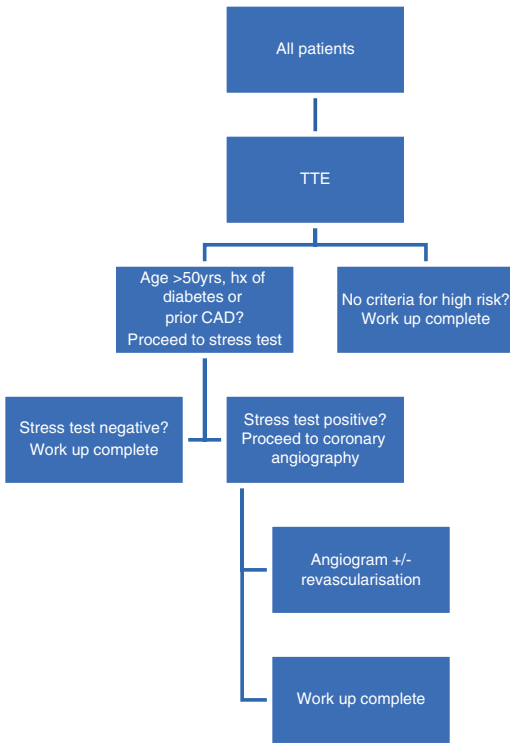 All patients
TTE
Age >50yrs, hx of
diabetes or
prior CAD?
Proceed to stress test
No criteria for high risk?
Work up complete
Stress test negative?
Work up complete
Stress test positive?
Proceed to coronary
angiography
Angiogram +/-
revascularisation
Work up complete